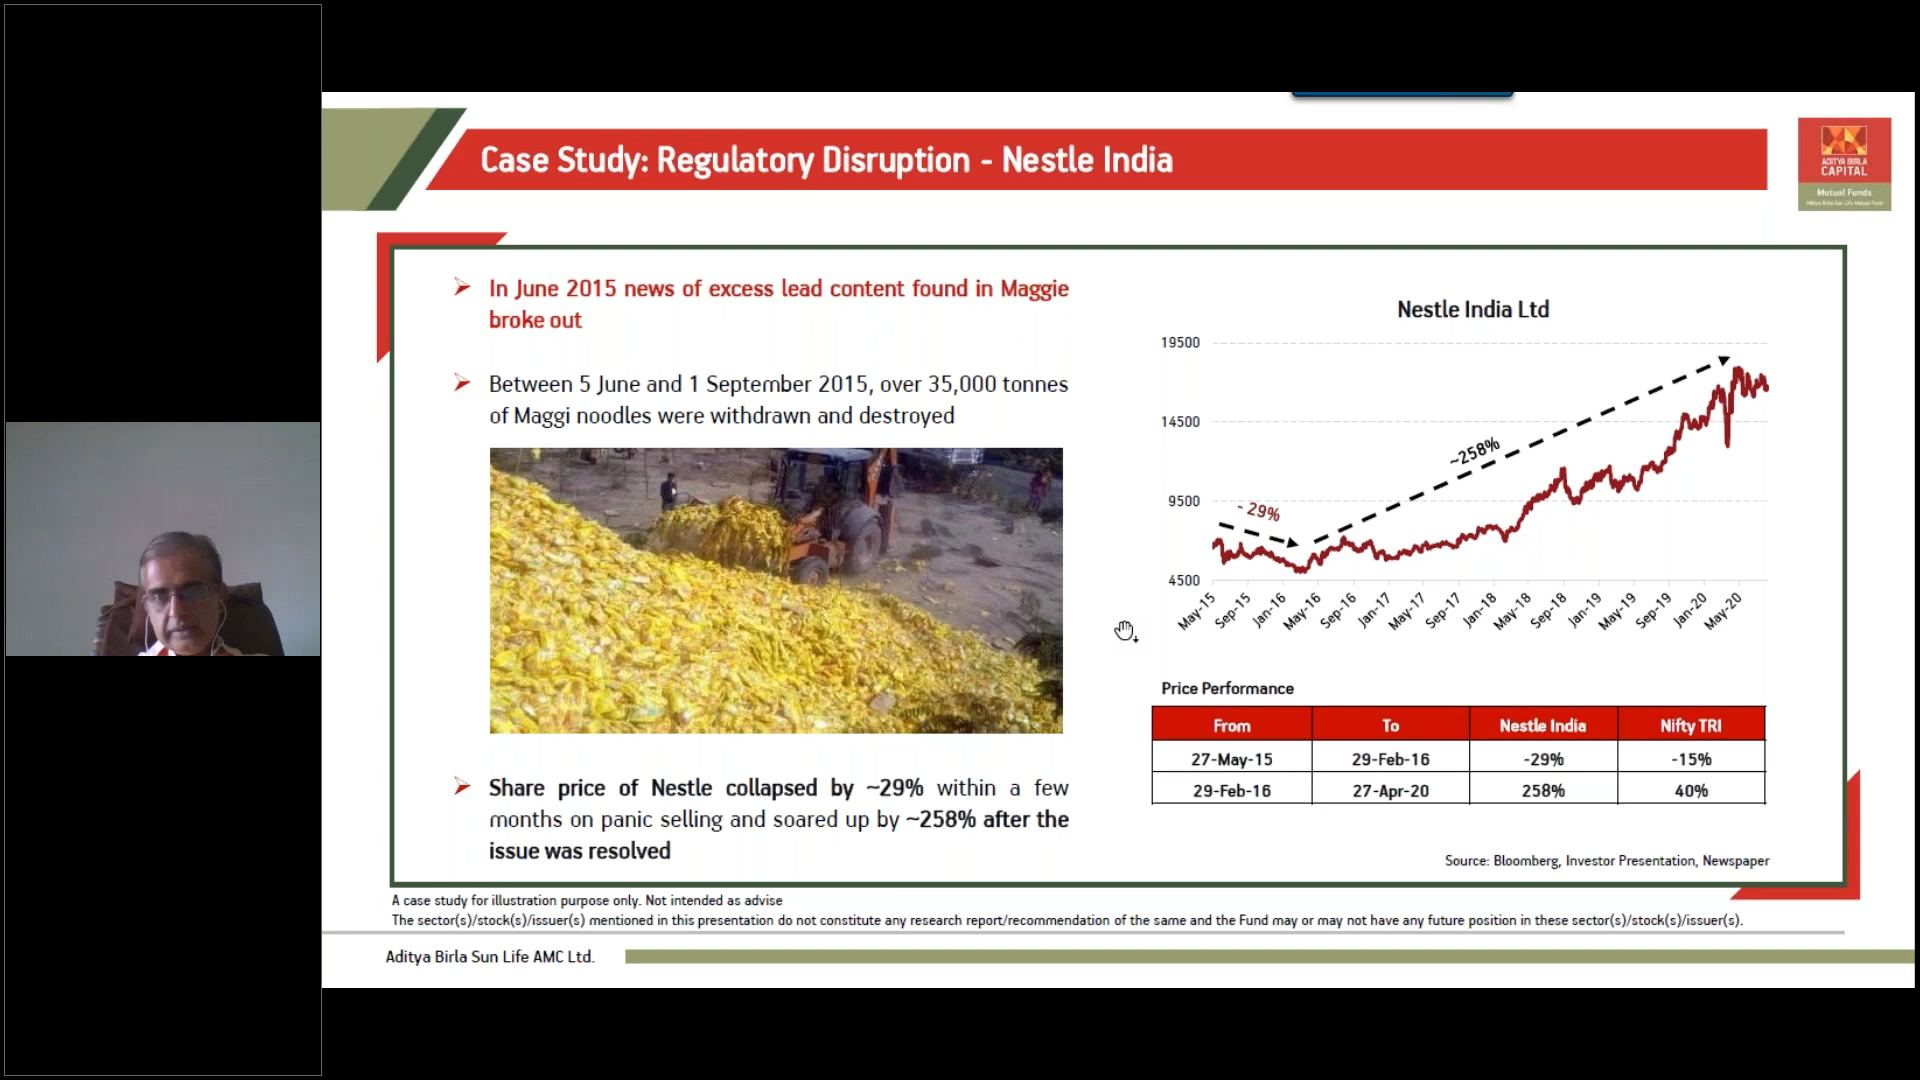 Case Study: Regulatory Disruption - Nestle India
ADITYA BIRLA
CAPITAL
Mutual Funds
Aditya Birla Sun Life Mutual Fund
In June 2015 news of excess lead content found in Maggie
broke out
Between 5 June and 1 September 2015, over 35,000 tonnes
of Maggi noodles were withdrawn and destroyed
Share price of Nestle collapsed by ~29% within a few
months on panic selling and soared up by ~258% after the
issue was resolved
Nestle India Ltd
19500
14500
9500
4500
- 29%
~258%
May-15
Sep-15
Jan-16
May-16
Sep-16
Jan-17
May-17
Sep-17
Jan-18
May-18
Sep-18
Jan-19
May-19
Sep-19
Jan-20
May-20
Price Performance
From To Nestle India Nifty TRI
27-May-15 29-Feb-16 -29% -15%
29-Feb-16 27-Apr-20 258% 40%
Source: Bloomberg, Investor Presentation, Newspaper
A case study for illustration purpose only. Not intended as advise
The sector(s)/stock(s)/issuer(s) mentioned in this presentation do not constitute any research report/recommendation of the same and the Fund may or may not have any future position in these sector(s)/stock(s)/issuer(s).
Aditya Birla Sun Life AMC Ltd.